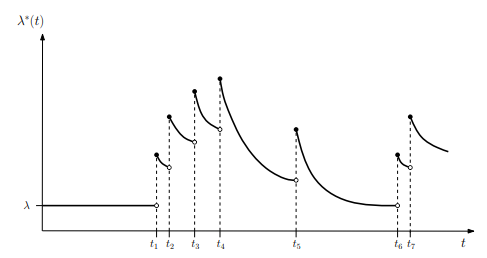 λ*(t)
λ
t₁ t₂ t₃ t₄ t₅ t₆ t₇ t